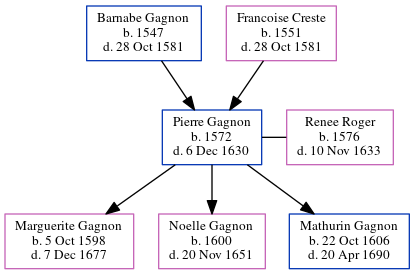 Barnabe Gagnon
b. 1547
d. 28 Oct 1581
Francoise Creste
b. 1551
d. 28 Oct 1581
Pierre Gagnon
b. 1572
d. 6 Dec 1630
Renee Roger
b. 1576
d. 10 Nov 1633
Marguerite Gagnon
b. 5 Oct 1598
d. 7 Dec 1677
Noelle Gagnon
b. 1600
d. 20 Nov 1651
Mathurin Gagnon
b. 22 Oct 1606
d. 20 Apr 1690